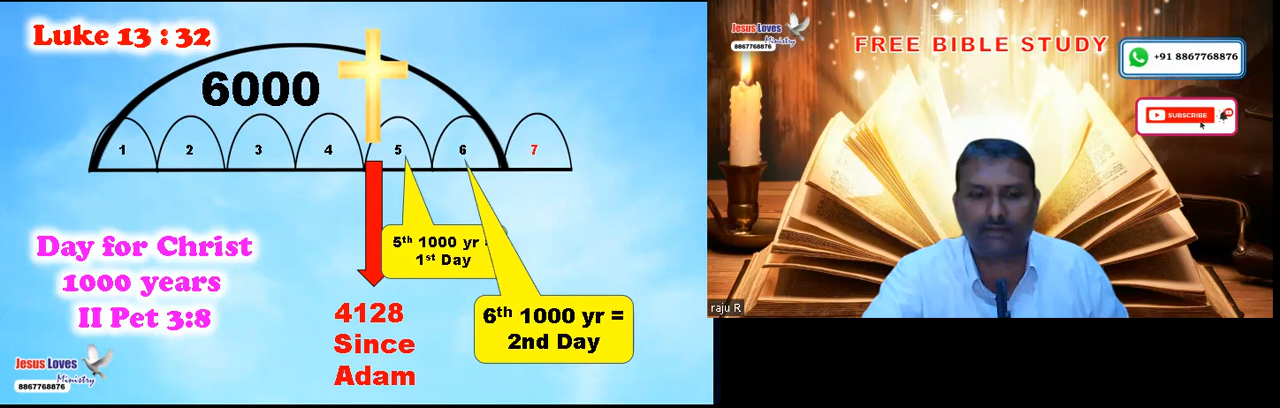 Luke 13 : 32
6000
1
2
3
4
5
6
7
5th 1000 yr
1st Day
6th 1000 yr =
2nd Day
Day for Christ
1000 years
II Pet 3:8
4128
Since
Adam
Jesus Loves
Ministry
8867768876
Jesus Loves
Ministry
8867768876
FREE BIBLE STUDY
+91 8867768876
SUBSCRIBE
raju R